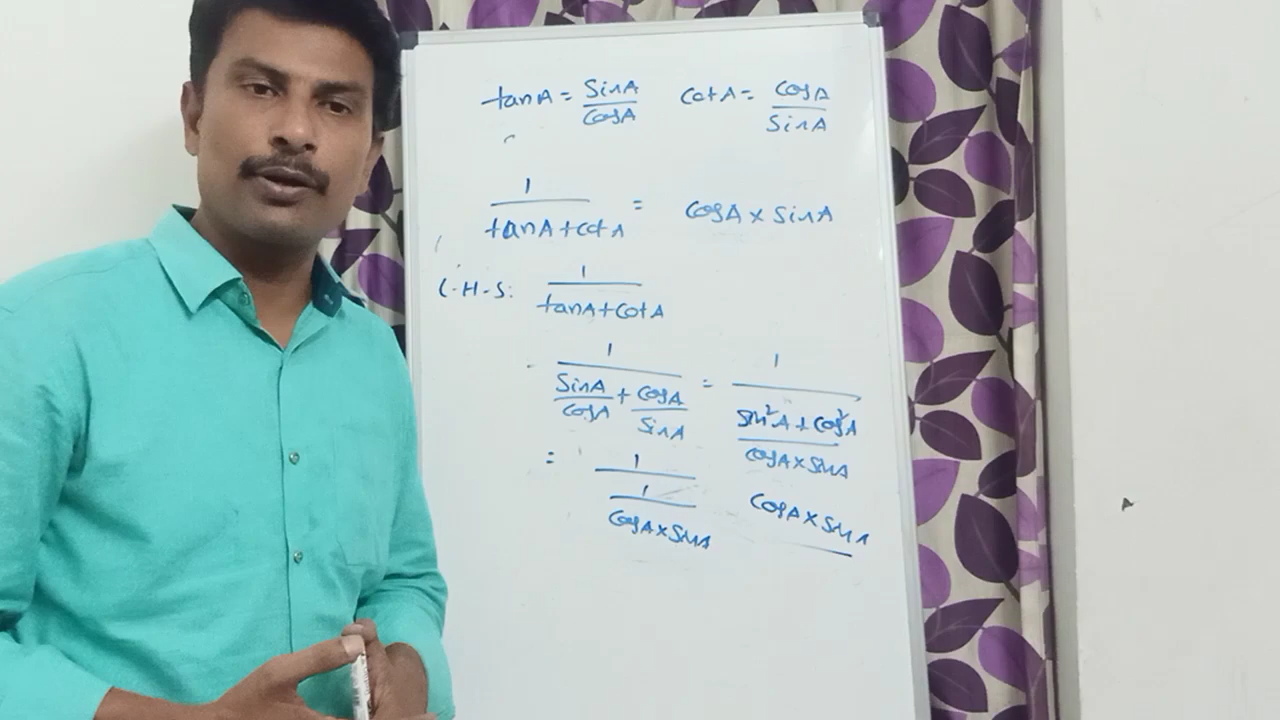 tanA = SinA/CosA   CotA = CosA/SinA
1/(tanA+CotA) = CosA x SinA
L-H-S: 1/(tanA+CotA)
1/(SinA/CosA + CosA/SinA) = 1/((Sin²A + Cos²A)/(CosA x SinA))
= 1/(1/(CosA x SinA))   CosA x SinA